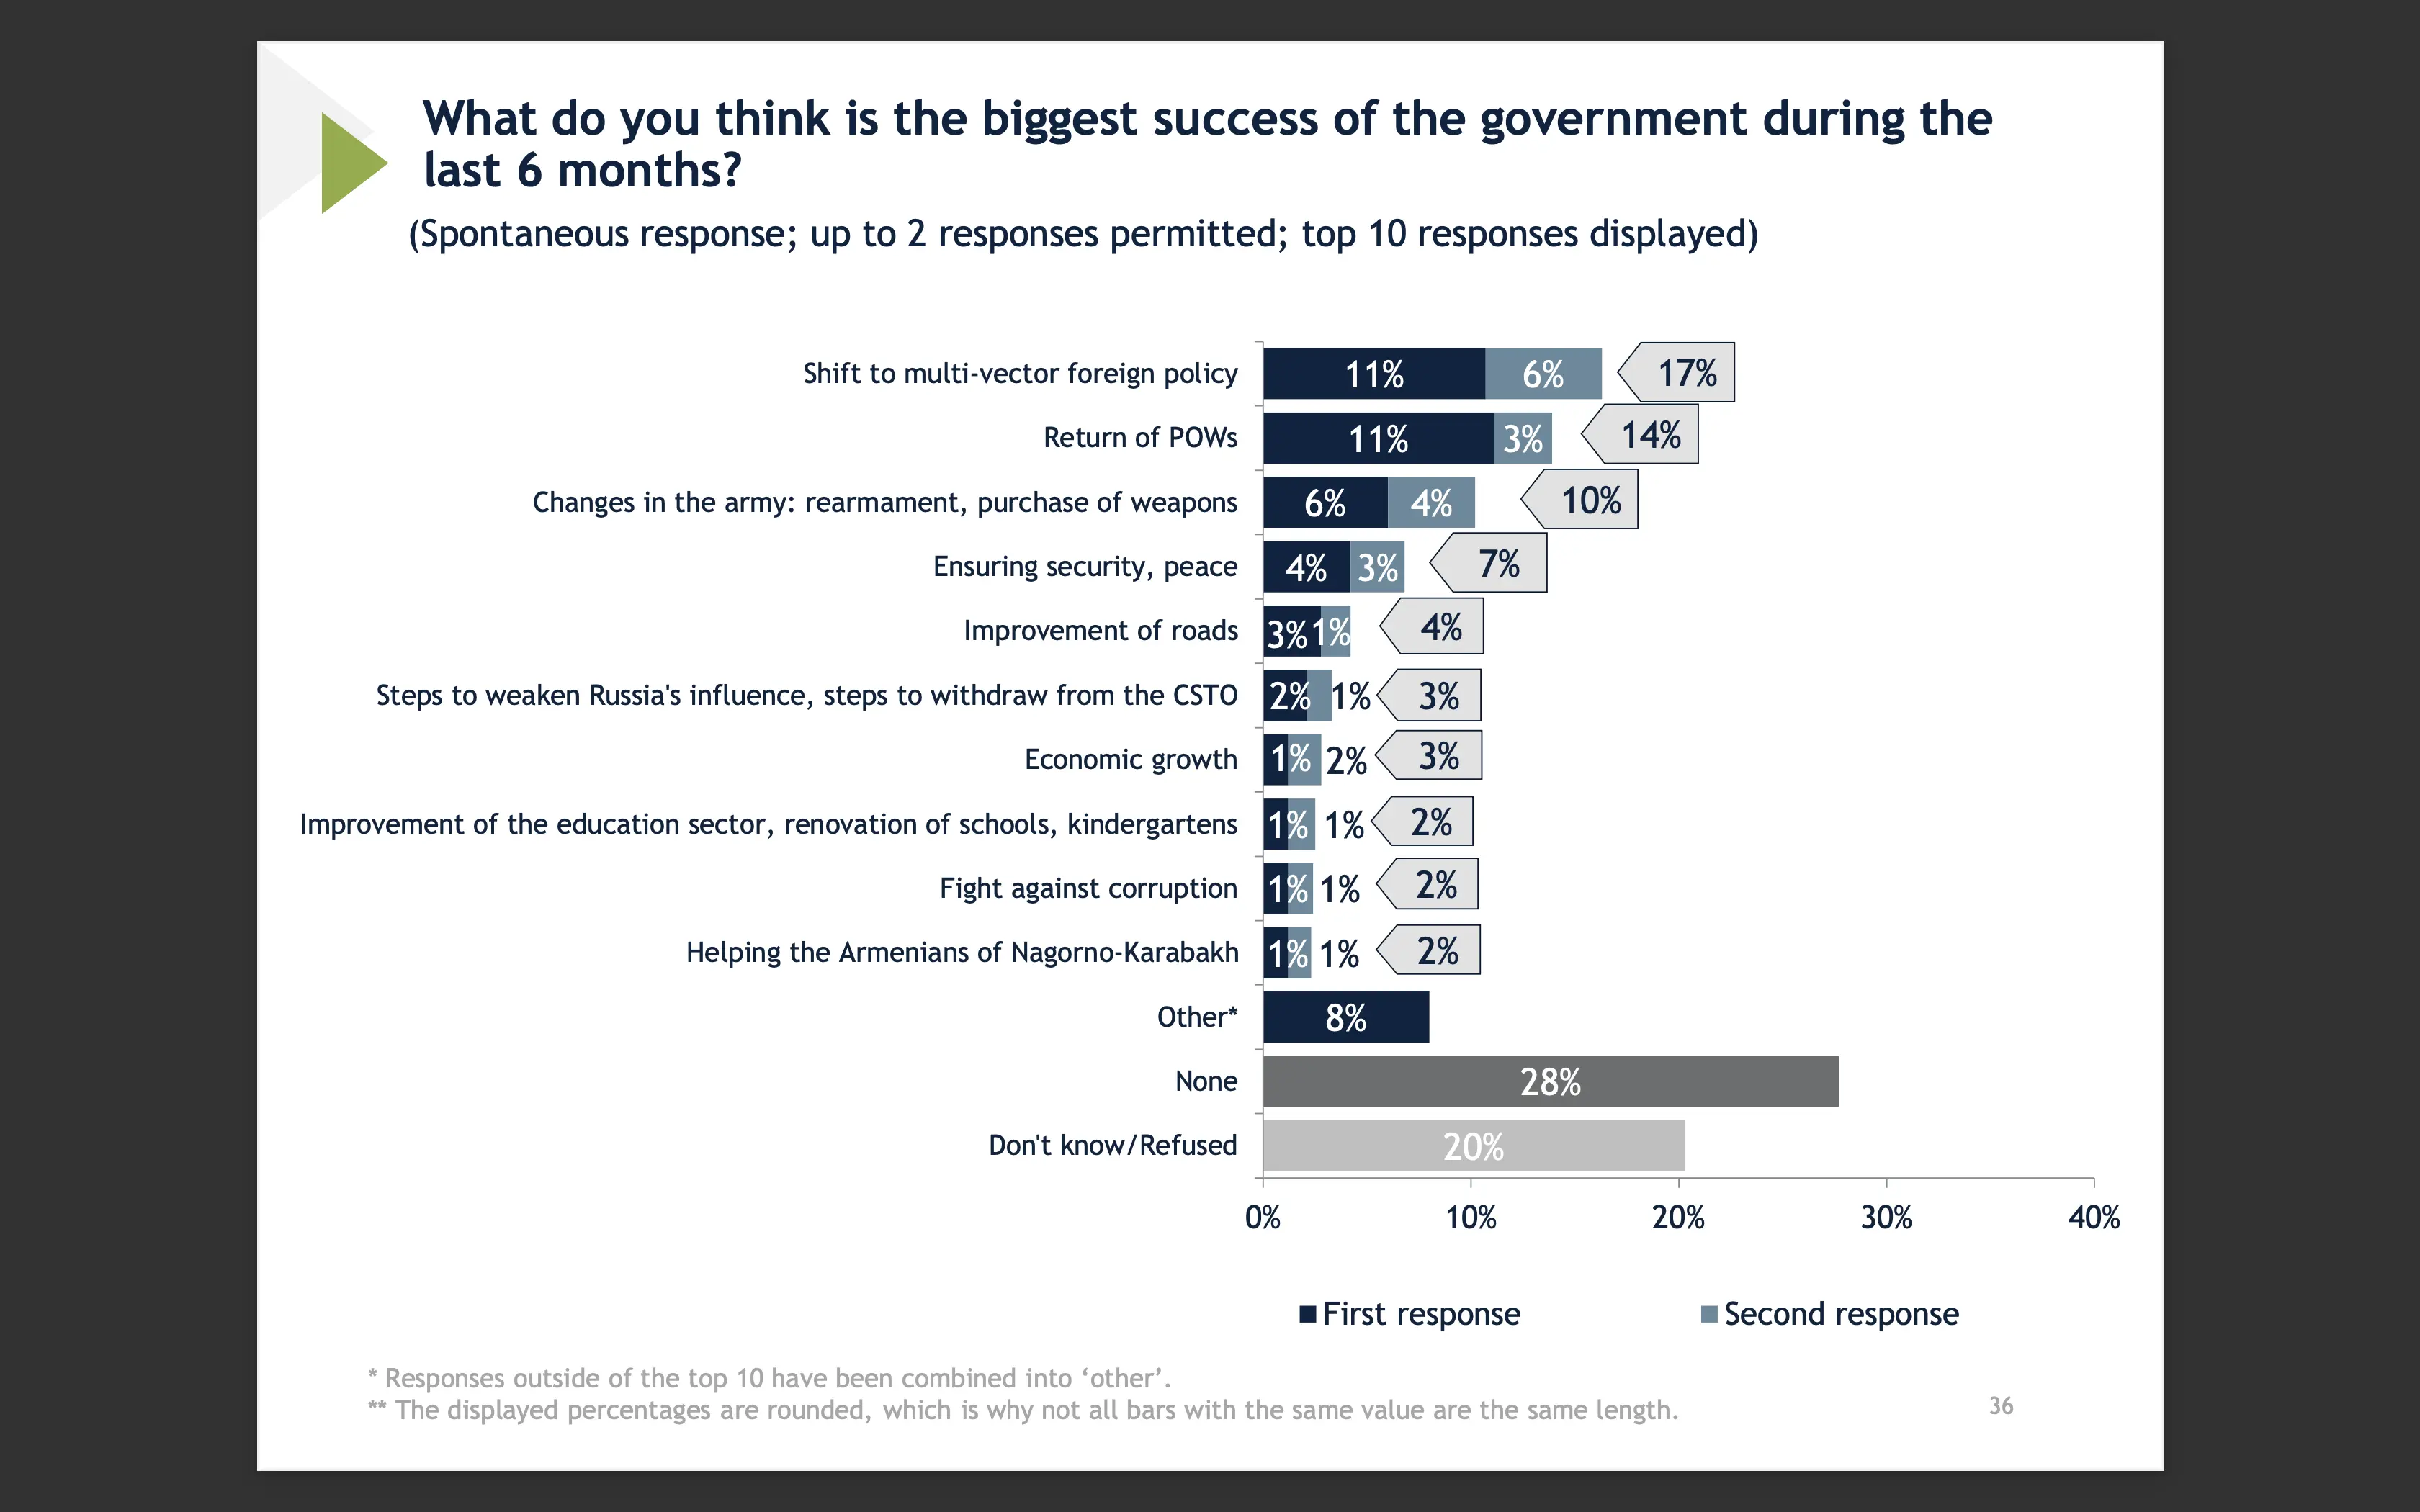 What do you think is the biggest success of the government during the
last 6 months?
(Spontaneous response; up to 2 responses permitted; top 10 responses displayed)
Shift to multi-vector foreign policy 11% 6% 17%
Return of POWs 11% 3% 14%
Changes in the army: rearmament, purchase of weapons 6% 4% 10%
Ensuring security, peace 4% 3% 7%
Improvement of roads 3% 1% 4%
Steps to weaken Russia's influence, steps to withdraw from the CSTO 2% 1% 3%
Economic growth 1% 2% 3%
Improvement of the education sector, renovation of schools, kindergartens 1% 1% 2%
Fight against corruption 1% 1% 2%
Helping the Armenians of Nagorno-Karabakh 1% 1% 2%
Other* 8%
None 28%
Don't know/Refused 20%
0% 10% 20% 30% 40%
First response Second response
* Responses outside of the top 10 have been combined into ‘other’.
** The displayed percentages are rounded, which is why not all bars with the same value are the same length.
36